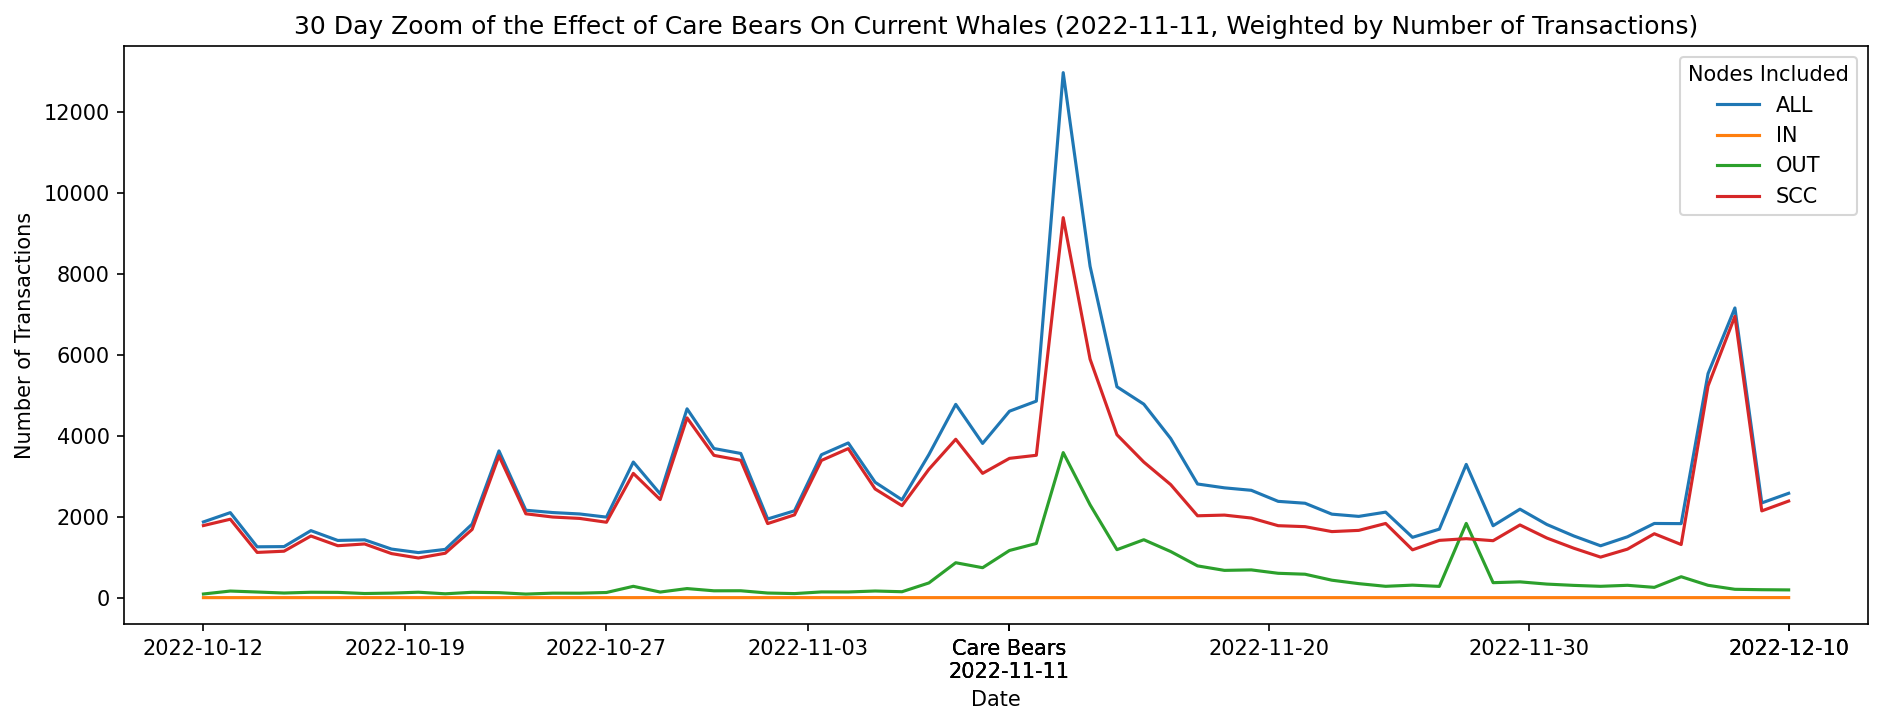 30 Day Zoom of the Effect of Care Bears On Current Whales (2022-11-11, Weighted by Number of Transactions)
Nodes Included
ALL
IN
OUT
SCC
Number of Transactions
12000
10000
8000
6000
4000
2000
0
2022-10-12
2022-10-19
2022-10-27
2022-11-03
Care Bears
2022-11-11
2022-11-20
2022-11-30
2022-12-10
Date